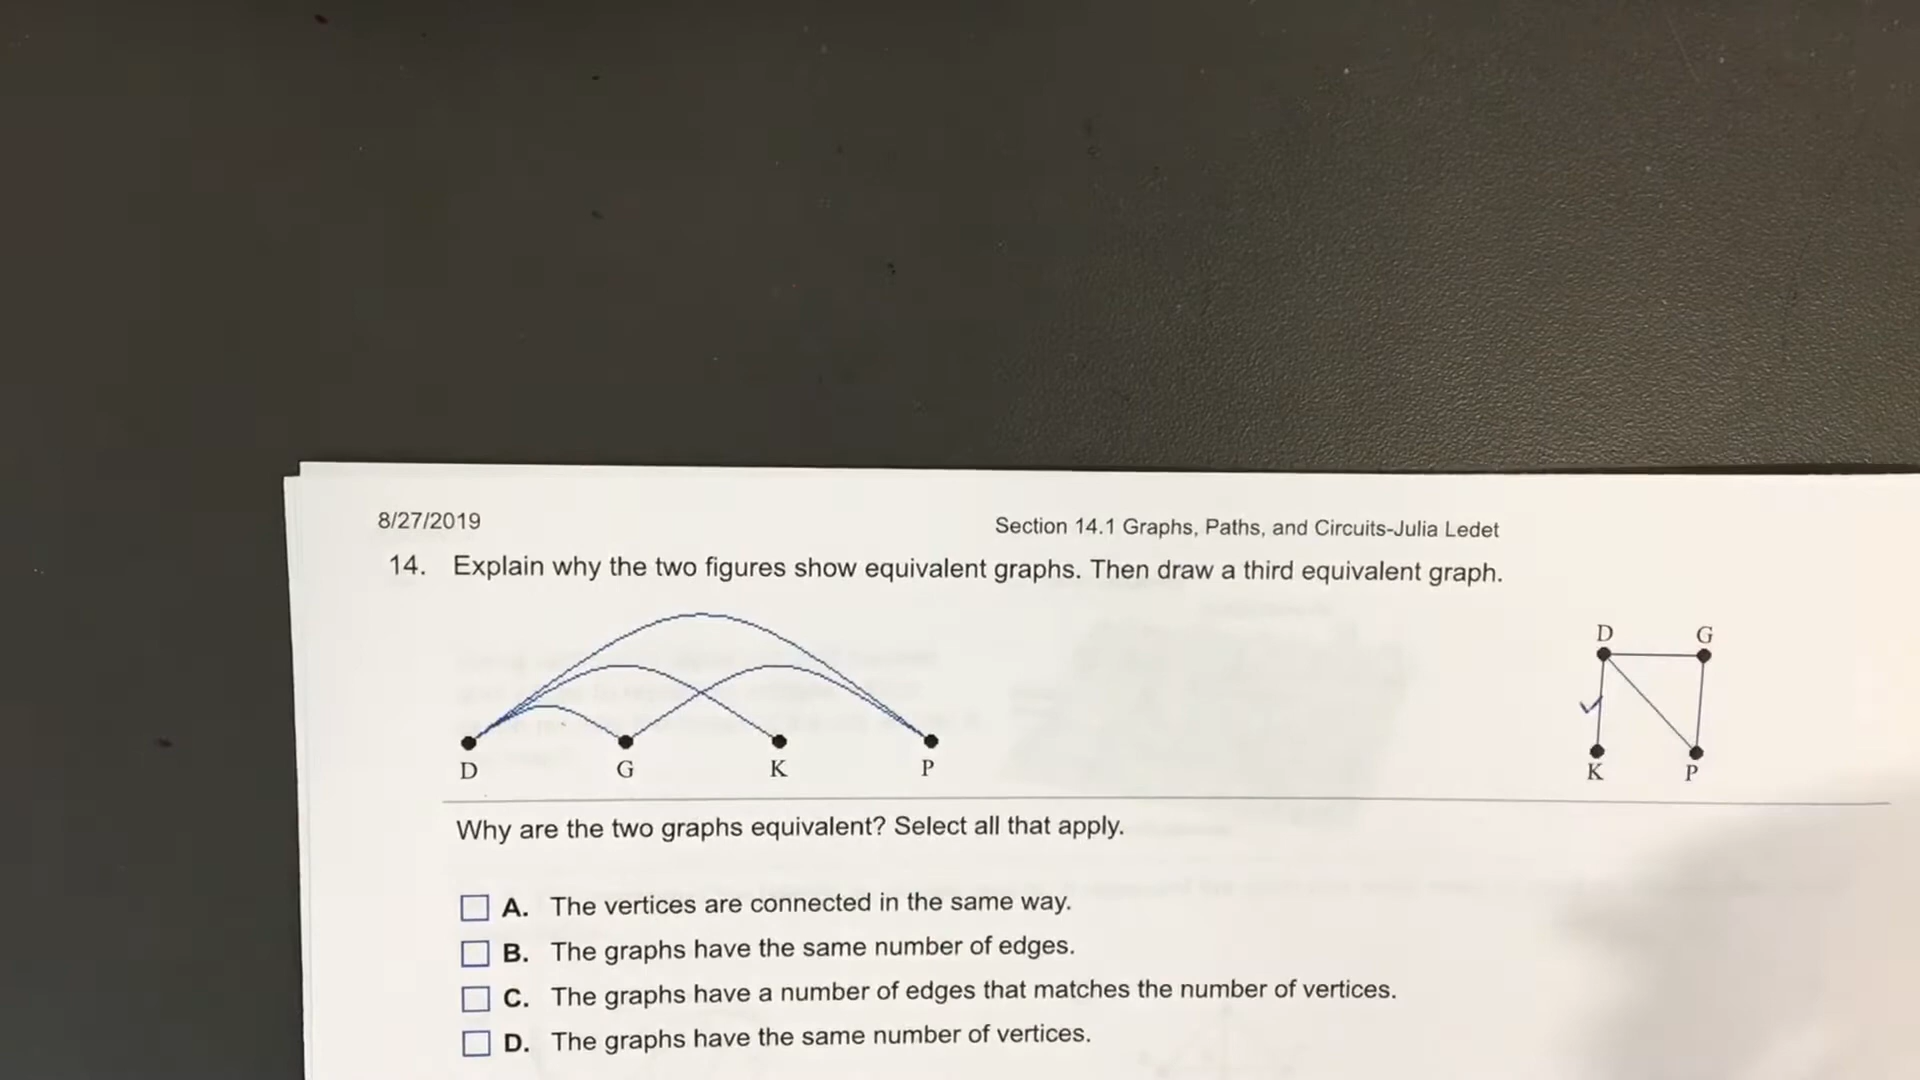 8/27/2019
Section 14.1 Graphs, Paths, and Circuits-Julia Ledet
14. Explain why the two figures show equivalent graphs. Then draw a third equivalent graph.
D G K P
D G
K P
Why are the two graphs equivalent? Select all that apply.
A. The vertices are connected in the same way.
B. The graphs have the same number of edges.
C. The graphs have a number of edges that matches the number of vertices.
D. The graphs have the same number of vertices.